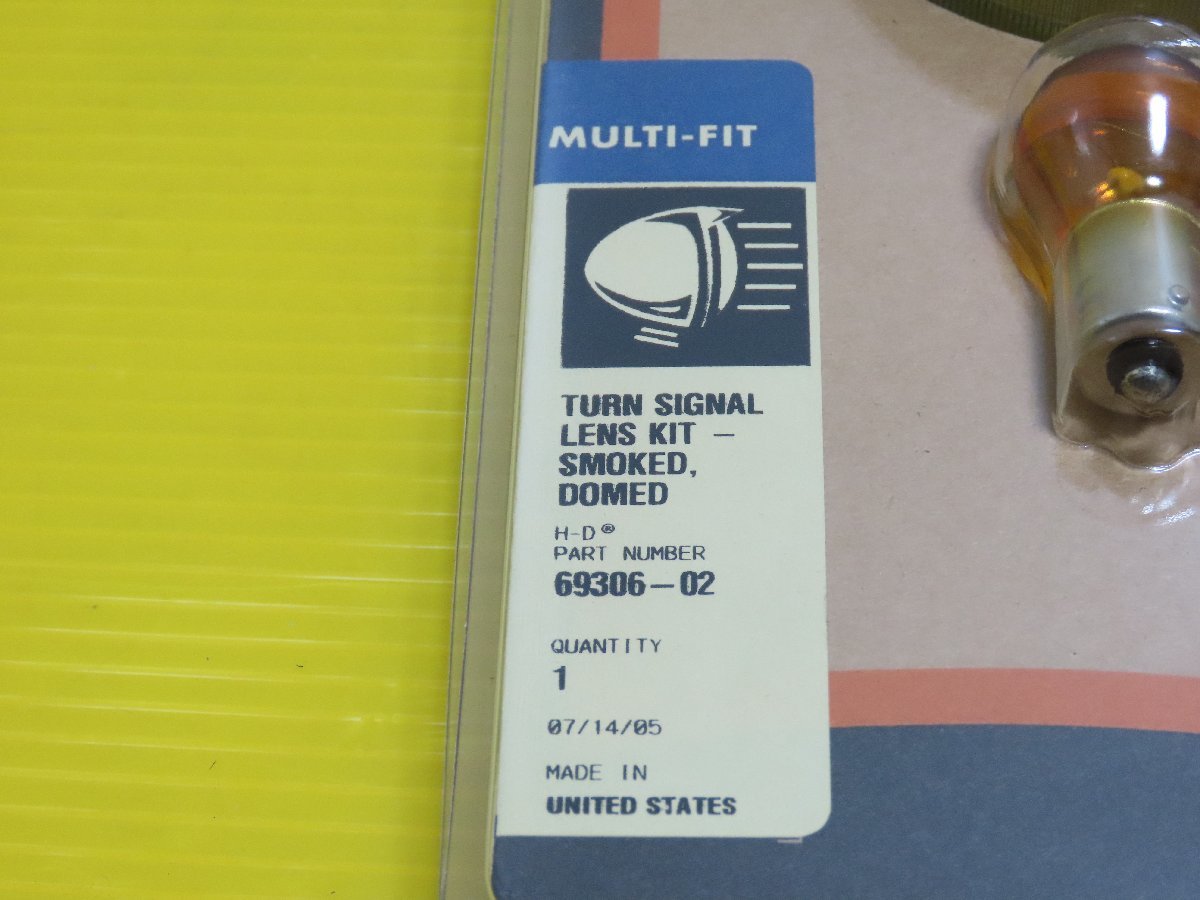 MULTI-FIT
TURN SIGNAL
LENS KIT –
SMOKED,
DOMED
H-D®
PART NUMBER
69306-02
QUANTITY
1
07/14/05
MADE IN
UNITED STATES